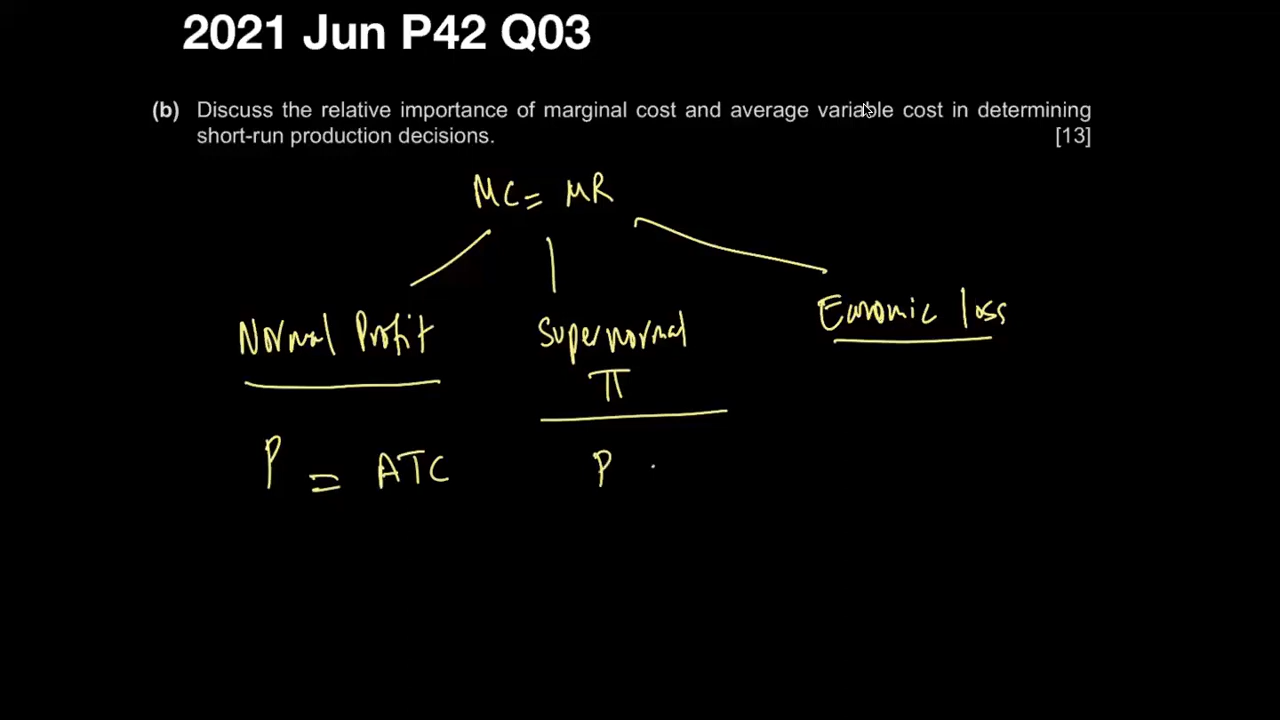 2021 Jun P42 Q03
(b) Discuss the relative importance of marginal cost and average variable cost in determining
short-run production decisions. [13]
MC = MR
Normal Profit Supernormal Economic loss
π
P = ATC P